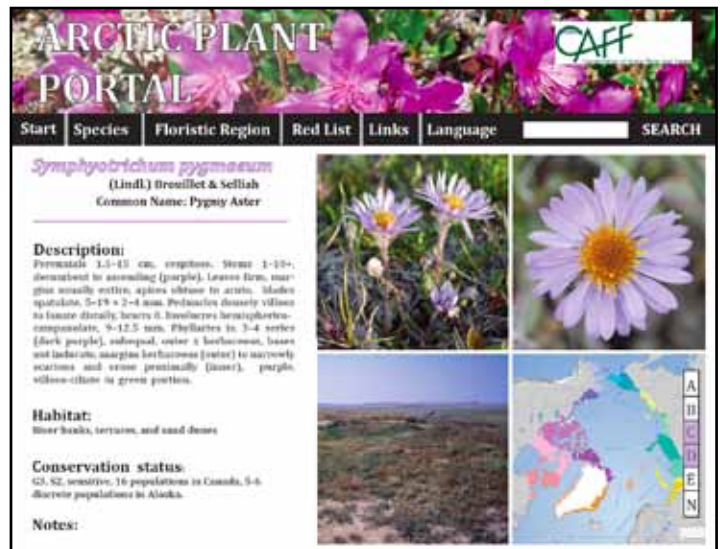 ARCTIC PLANT
PORTAL
CAFF
Start Species Floristic Region Red List Links Language SEARCH
Symphyotrichum pygmaeum
(Lindl.) Brouillet & Selliah
Common Name: Pygmy Aster
Description:
Perennials 1.5–15 cm, cespitose. Stems 1–10+,
decumbent to ascending (purple). Leaves firm, mar-
gins usually entire, apices obtuse to acute, blades
spatulate, 5–19 × 2–4 mm. Peduncles densely villous
to lanate distally, bracts 0. Involucres hemispherico-
campanulate, 9–12.5 mm. Phyllaries in 3–4 series
(dark purple), subequal, outer ± herbaceous, bases
not indurate, margins herbaceous (outer) to narrowly
scarious and erose proximally (inner), purple,
villous-ciliate in green portion.
Habitat:
River banks, terraces, and sand dunes
Conservation status:
G3, S2, sensitive. 16 populations in Canada, 5-6
discrete populations in Alaska.
Notes:
A
B
C
D
E
N